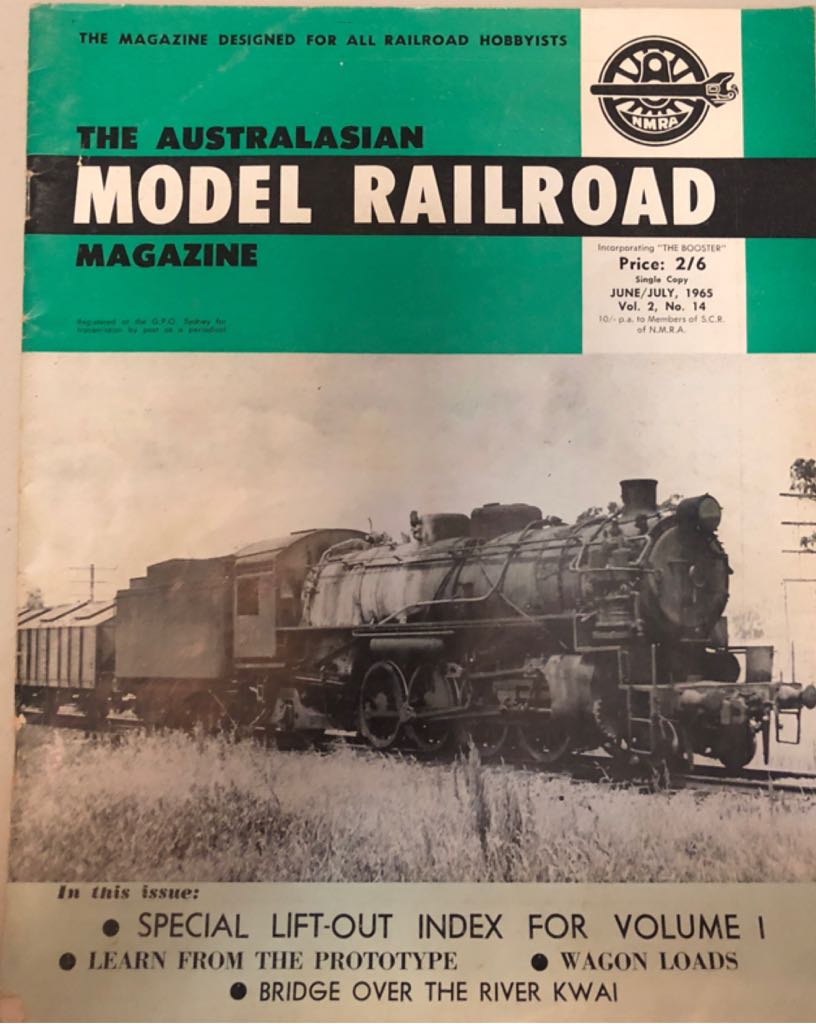 THE MAGAZINE DESIGNED FOR ALL RAILROAD HOBBYISTS
NMRA
THE AUSTRALASIAN
MODEL RAILROAD
MAGAZINE
Incorporating "THE BOOSTER"
Price: 2/6
Single Copy
JUNE/JULY, 1965
Vol. 2, No. 14
10/- p.a. to Members of S.C.R.
of N.M.R.A.
Registered at the G.P.O. Sydney for
transmission by post as a periodical
In this issue:
● SPECIAL LIFT-OUT INDEX FOR VOLUME I
● LEARN FROM THE PROTOTYPE ● WAGON LOADS
● BRIDGE OVER THE RIVER KWAI